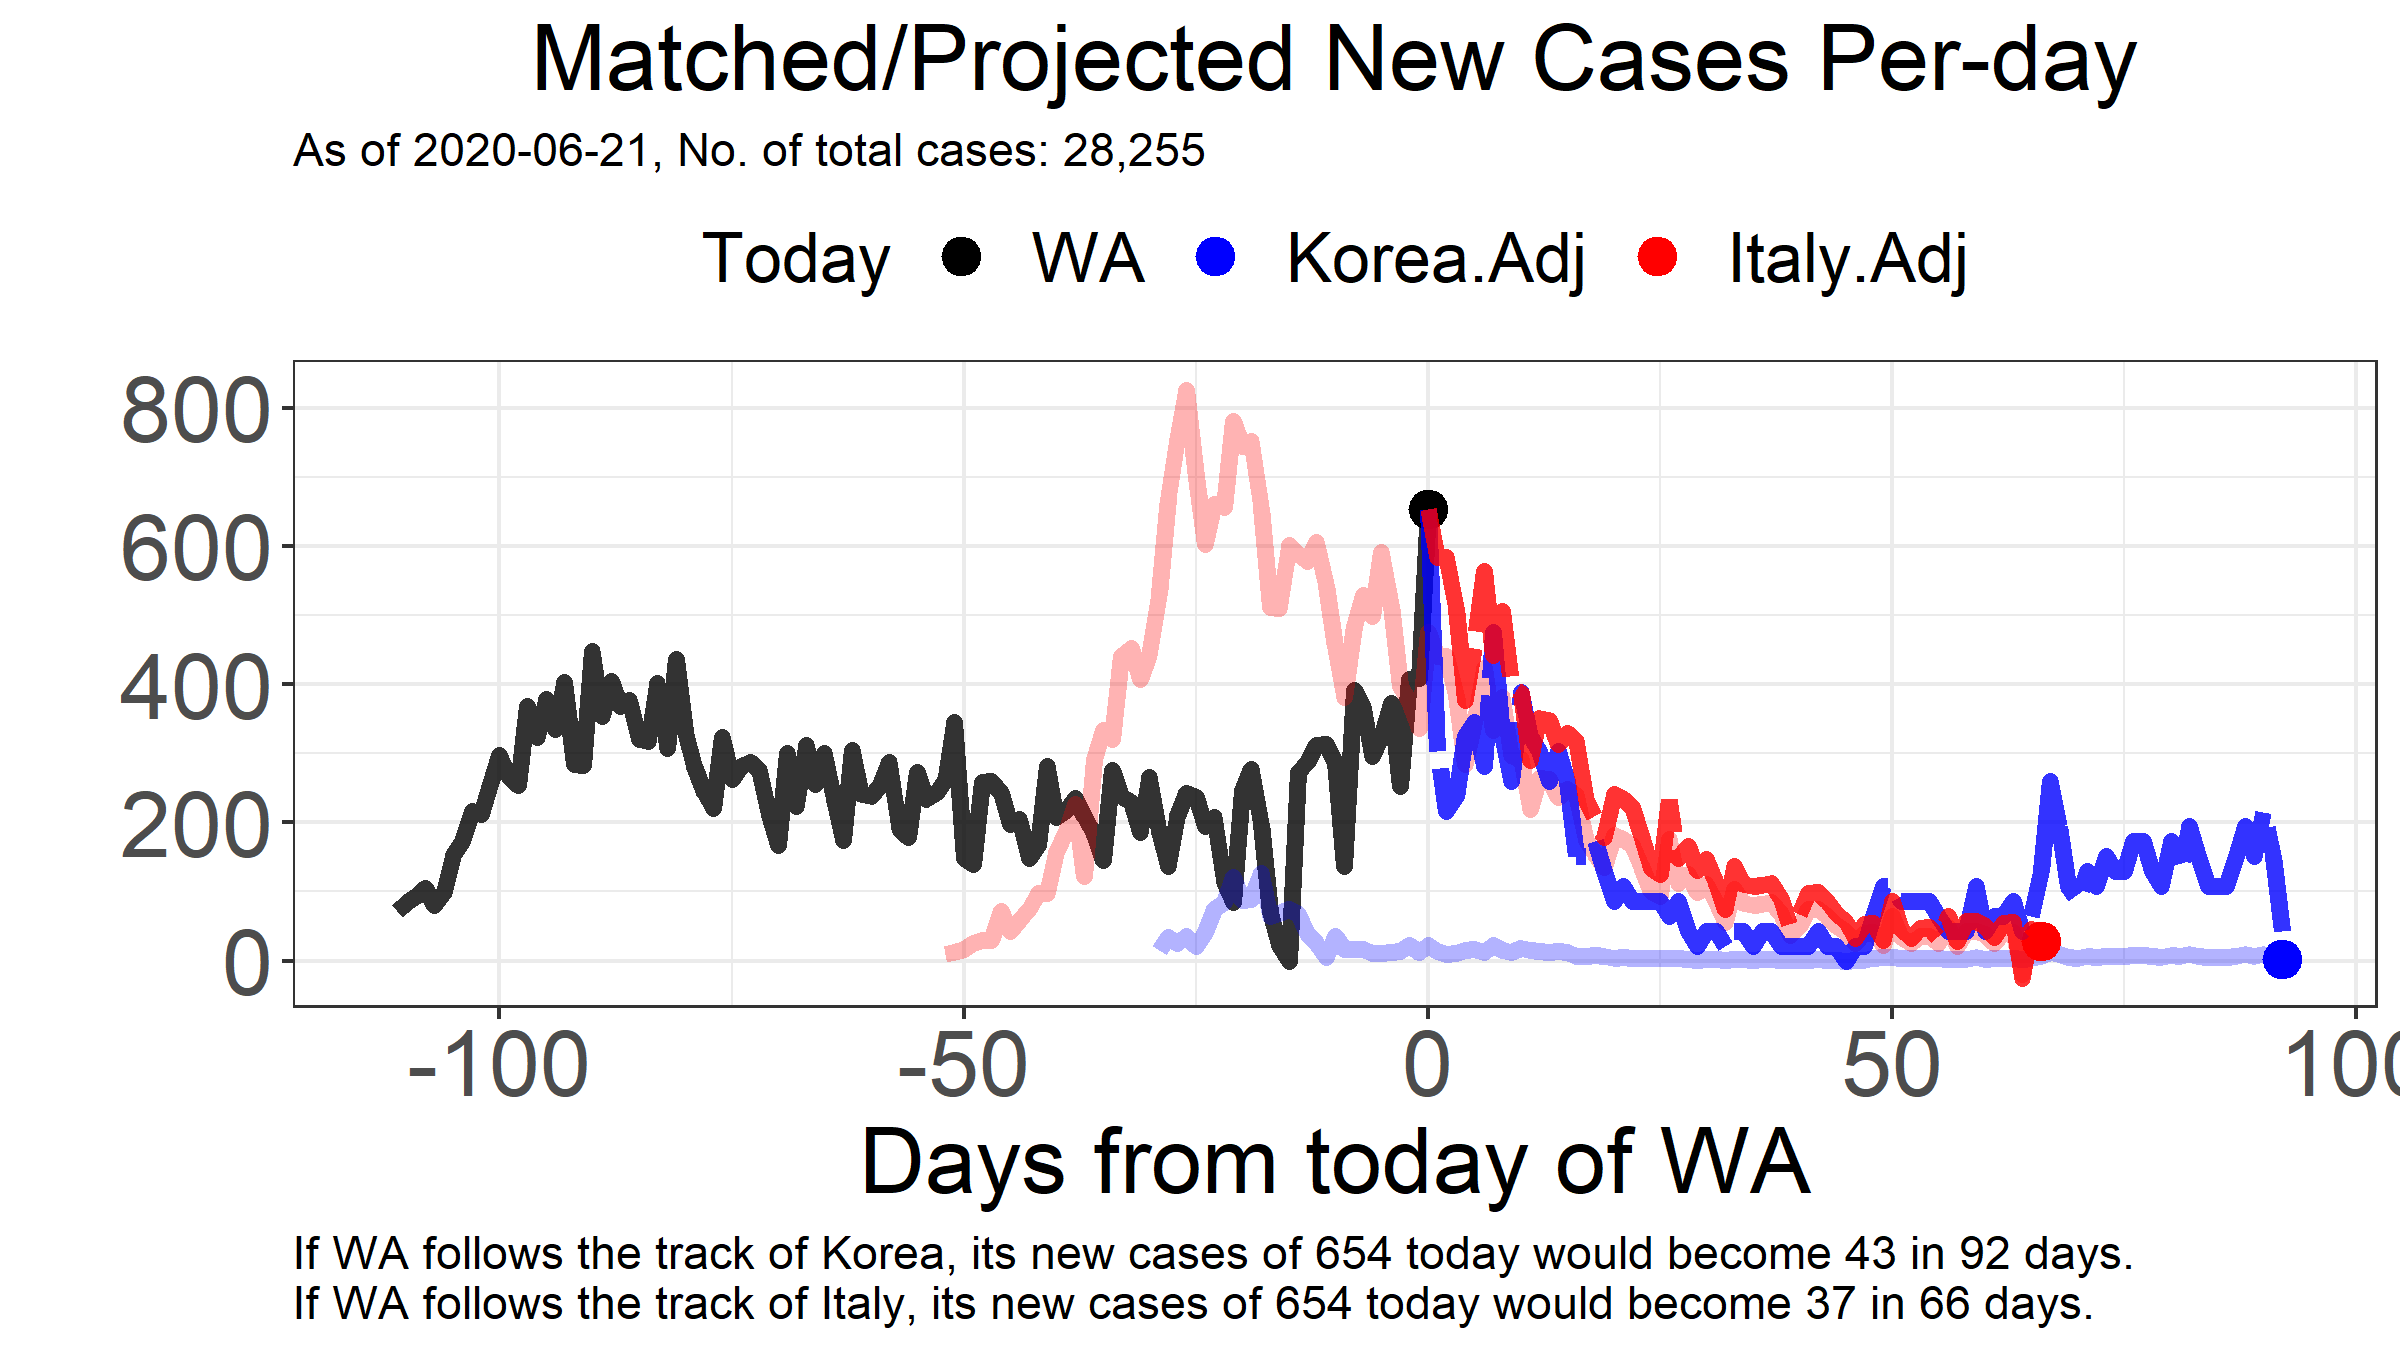 Matched/Projected New Cases Per-day
As of 2020-06-21, No. of total cases: 28,255
Today WA Korea.Adj Italy.Adj
800
600
400
200
0
-100 -50 0 50 100
Days from today of WA
If WA follows the track of Korea, its new cases of 654 today would become 43 in 92 days.
If WA follows the track of Italy, its new cases of 654 today would become 37 in 66 days.